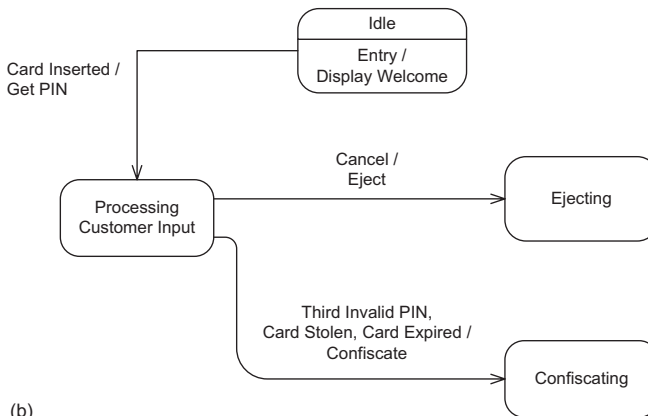 Idle
Entry /
Display Welcome
Card Inserted /
Get PIN
Cancel /
Eject
Processing
Customer Input
Ejecting
Third Invalid PIN,
Card Stolen, Card Expired /
Confiscate
Confiscating
(b)